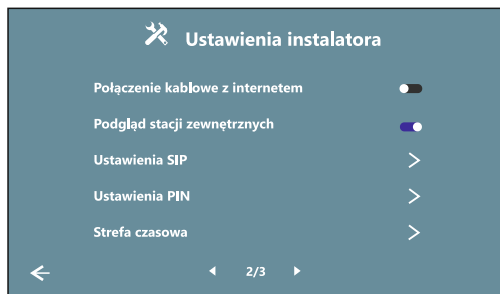 Ustawienia instalatora
Połączenie kablowe z internetem
Podgląd stacji zewnętrznych
Ustawienia SIP
Ustawienia PIN
Strefa czasowa
2/3